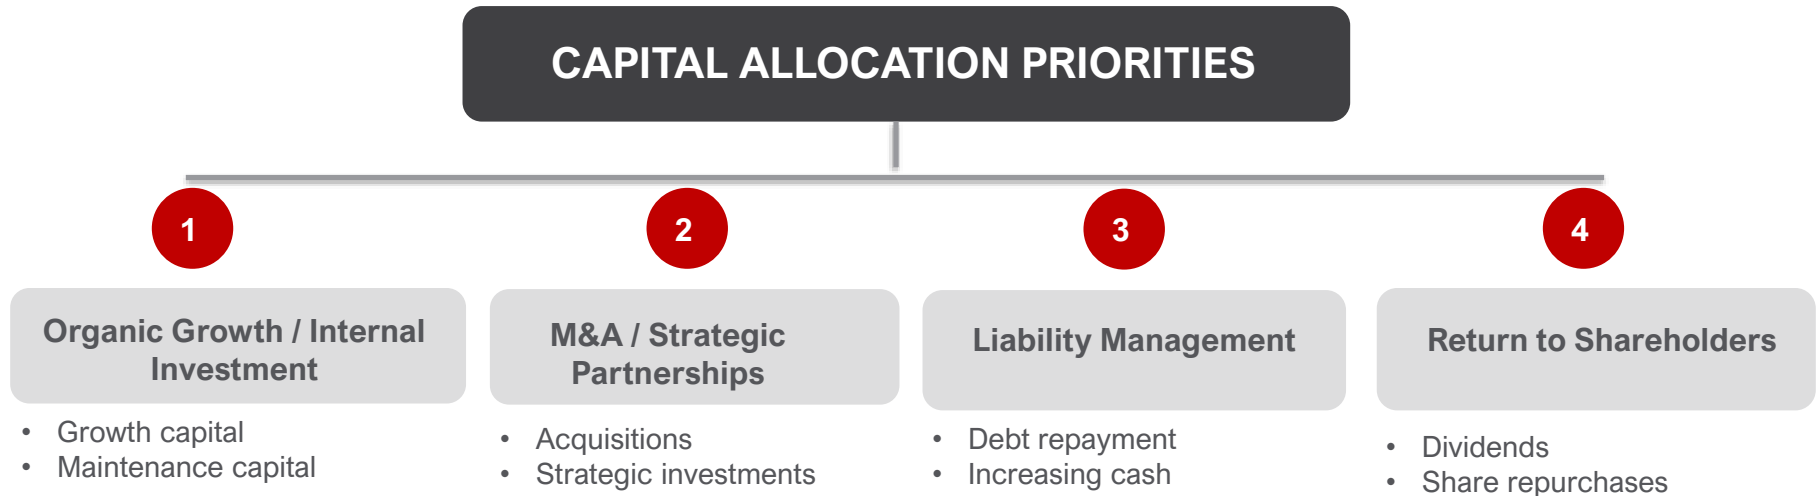 CAPITAL ALLOCATION PRIORITIES
1
Organic Growth / Internal
Investment
• Growth capital
• Maintenance capital
2
M&A / Strategic
Partnerships
• Acquisitions
• Strategic investments
3
Liability Management
• Debt repayment
• Increasing cash
4
Return to Shareholders
• Dividends
• Share repurchases